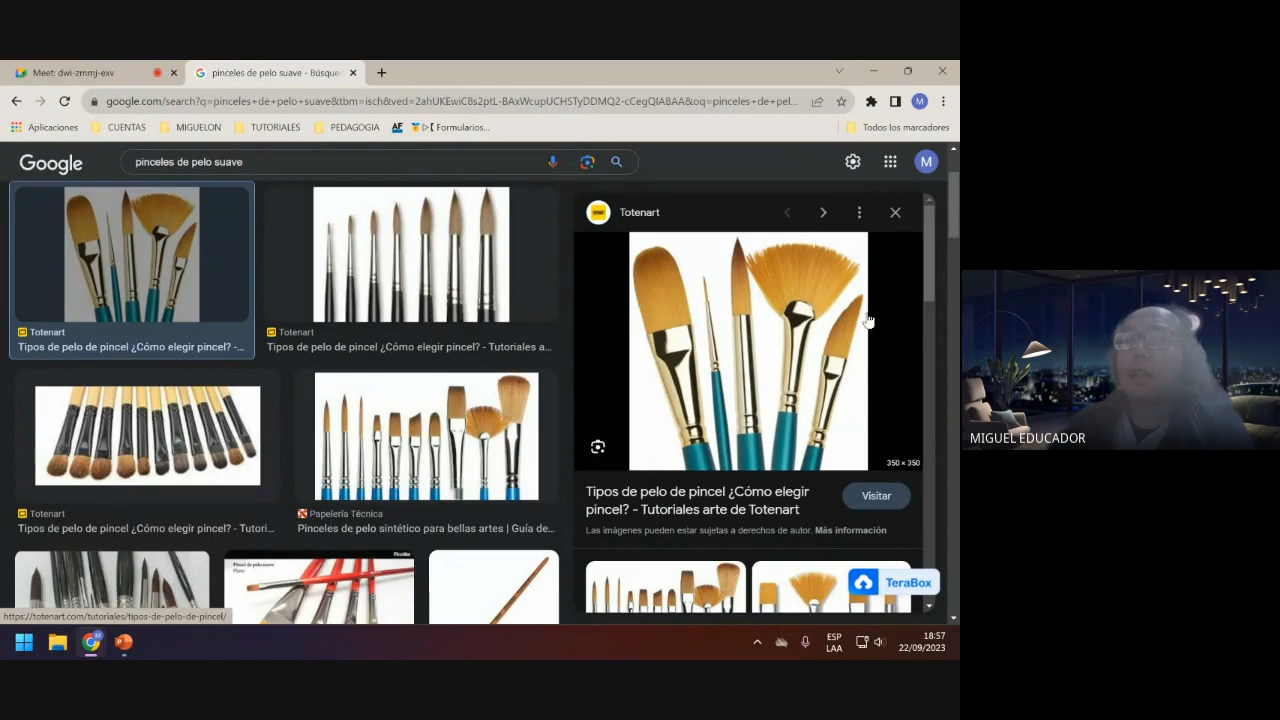 Meet: dwi-zmmj-exv
pinceles de pelo suave - Búsque
google.com/search?q=pinceles+de+pelo+suave&tbm=isch&ved=2ahUKEwiC8s2ptL-BAxWcupUCHSTyDDMQ2-cCegQIABAA&oq=pinceles+de+pel...
Aplicaciones
CUENTAS
MIGUELON
TUTORIALES
PEDAGOGIA
AF
Formularios...
Todos los marcadores
Google
pinceles de pelo suave
M
Totenart
Tipos de pelo de pincel ¿Cómo elegir pincel? -...
Totenart
Tipos de pelo de pincel ¿Cómo elegir pincel? - Tutoriales a...
Totenart
Tipos de pelo de pincel ¿Cómo elegir pincel? - Tutori...
Papelería Técnica
Pinceles de pelo sintético para bellas artes | Guía de...
Totenart
350 × 350
Tipos de pelo de pincel ¿Cómo elegir
pincel? - Tutoriales arte de Totenart
Visitar
Las imágenes pueden estar sujetas a derechos de autor. Más información
TeraBox
https://totenart.com/tutoriales/tipos-de-pelo-de-pincel/
ESP
LAA
18:57
22/09/2023
MIGUEL EDUCADOR